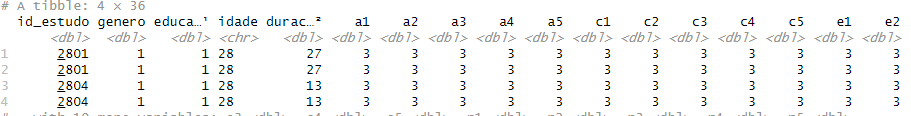 # A tibble: 4 × 36
id_estudo genero educa…¹ idade durac…² a1 a2 a3 a4 a5 c1 c2 c3 c4 c5 e1 e2
<dbl> <dbl> <dbl> <chr> <dbl> <dbl> <dbl> <dbl> <dbl> <dbl> <dbl> <dbl> <dbl> <dbl> <dbl> <dbl> <dbl>
1 2801 1 1 28 27 3 3 3 3 3 3 3 3 3 3 3 3
2 2801 1 1 28 27 3 3 3 3 3 3 3 3 3 3 3 3
3 2804 1 1 28 13 3 3 3 3 3 3 3 3 3 3 3 3
4 2804 1 1 28 13 3 3 3 3 3 3 3 3 3 3 3 3